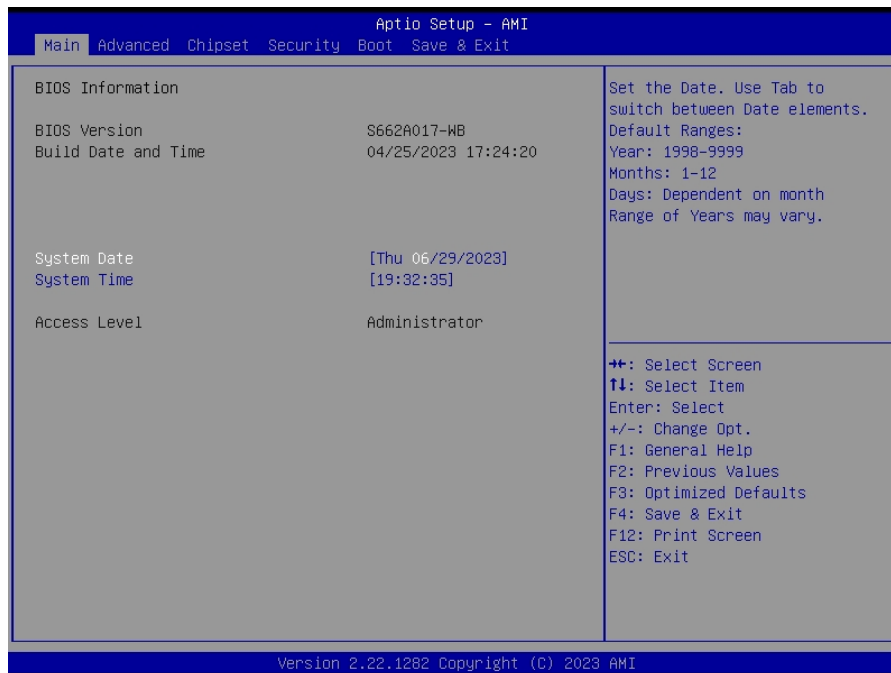 Aptio Setup - AMI
Main Advanced Chipset Security Boot Save & Exit
BIOS Information
BIOS Version S662A017-WB
Build Date and Time 04/25/2023 17:24:20
System Date [Thu 06/29/2023]
System Time [19:32:35]
Access Level Administrator
Set the Date. Use Tab to
switch between Date elements.
Default Ranges:
Year: 1998-9999
Months: 1-12
Days: Dependent on month
Range of Years may vary.
→←: Select Screen
↑↓: Select Item
Enter: Select
+/-: Change Opt.
F1: General Help
F2: Previous Values
F3: Optimized Defaults
F4: Save & Exit
F12: Print Screen
ESC: Exit
Version 2.22.1282 Copyright (C) 2023 AMI